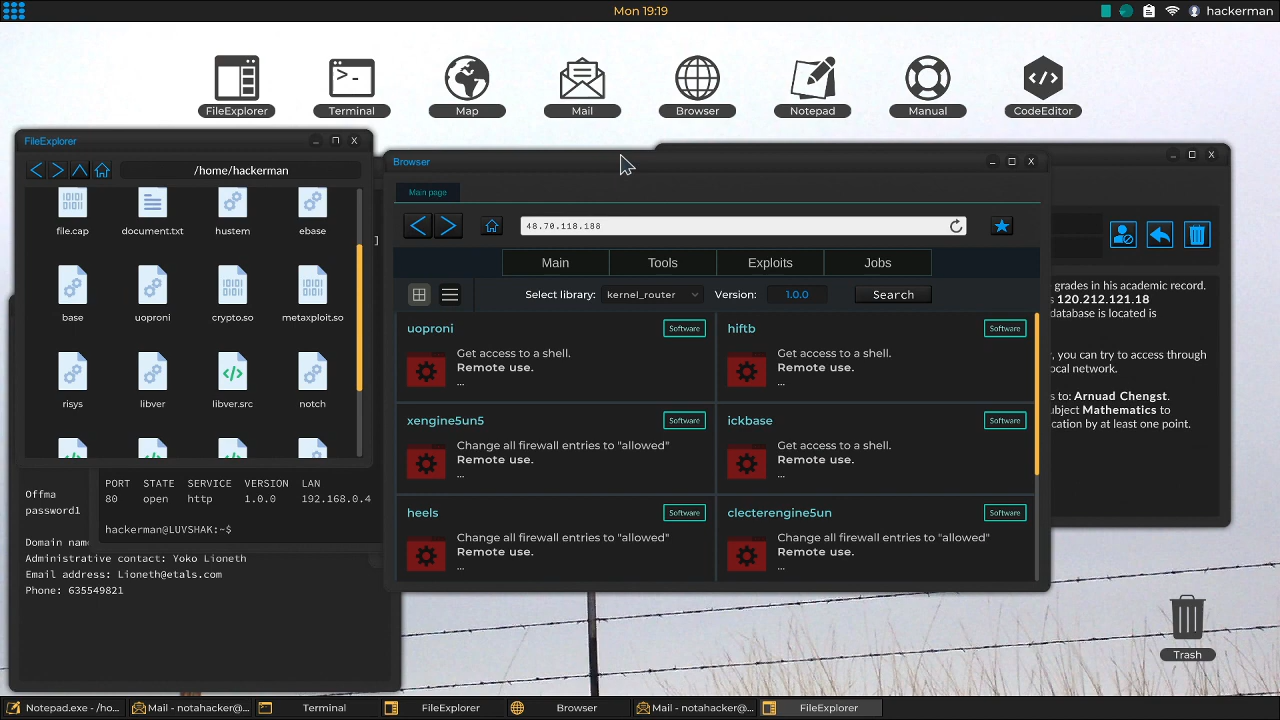 Mon 19:19
hackerman
FileExplorer
Terminal
Map
Mail
Browser
Notepad
Manual
CodeEditor
FileExplorer
/home/hackerman
file.cap
document.txt
hustem
ebase
base
uoproni
crypto.so
metaxploit.so
risys
libver
libver.src
notch
Browser
Main page
48.70.118.188
Main
Tools
Exploits
Jobs
Select library: kernel_router Version: 1.0.0 Search
uoproni Software
Get access to a shell.
Remote use.
...
hiftb Software
Get access to a shell.
Remote use.
...
xengine5un5 Software
Change all firewall entries to "allowed"
Remote use.
...
ickbase Software
Get access to a shell.
Remote use.
...
heels Software
Change all firewall entries to "allowed"
Remote use.
...
clecterengine5un Software
Change all firewall entries to "allowed"
Remote use.
...
grades in his academic record.
120.212.121.18
database is located
, you can try to access through
ocal network.
s to: Arnuad Chengst.
ubject Mathematics to
cation by at least one point.
PORT STATE SERVICE VERSION LAN
80 open http 1.0.0 192.168.0.4
hackerman@LUVSHAK:~$
Offma
passwordl
Domain name
Administrative contact: Yoko Lioneth
Email address: Lioneth@etals.com
Phone: 635549821
Trash
Notepad.exe - /ho...
Mail - notahacker@...
Terminal
FileExplorer
Browser
Mail - notahacker@...
FileExplorer